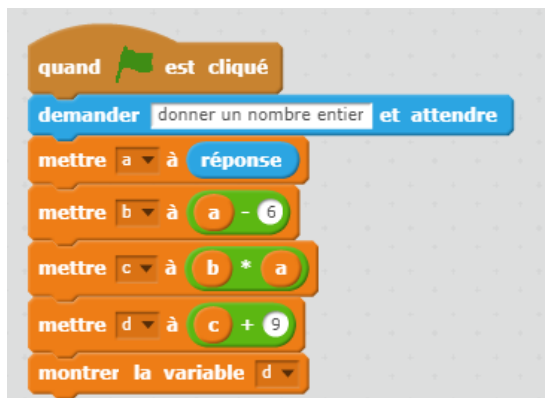 quand est cliqué
demander donner un nombre entier et attendre
mettre a à réponse
mettre b à a - 6
mettre c à b * a
mettre d à c + 9
montrer la variable d